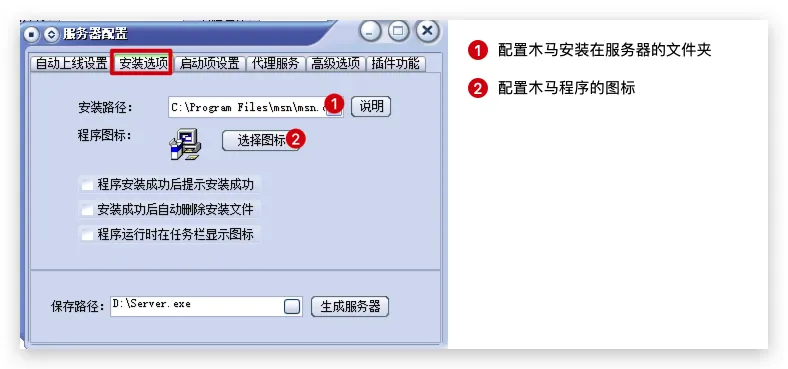 服务器配置
自动上线设置 安装选项 启动项设置 代理服务 高级选项 插件功能
安装路径: C:\Program Files\msn\msn. 1 说明
程序图标: 选择图标 2
程序安装成功后提示安装成功
安装成功后自动删除安装文件
程序运行时在任务栏显示图标
保存路径: D:\Server.exe 生成服务器
1 配置木马安装在服务器的文件夹
2 配置木马程序的图标